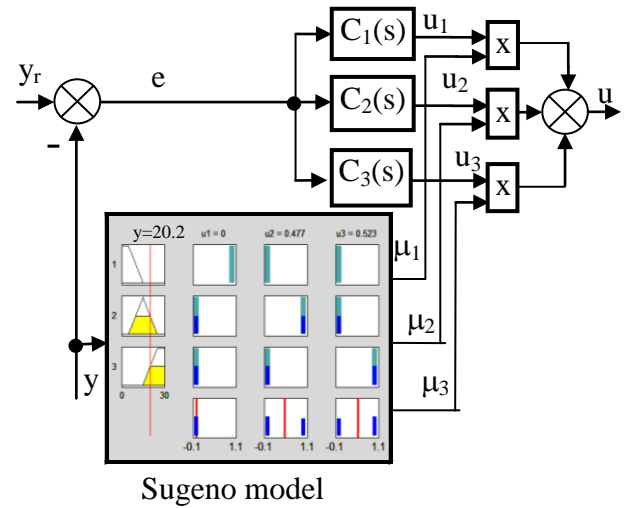 C₁(s) u₁ x
yᵣ e
C₂(s) u₂ x u
-
C₃(s) u₃ x
y=20.2 u1 = 0 u2 = 0.477 u3 = 0.523
1 μ₁
2 μ₂
3
y 0 30 μ₃
-0.1 1.1 -0.1 1.1 -0.1 1.1
Sugeno model